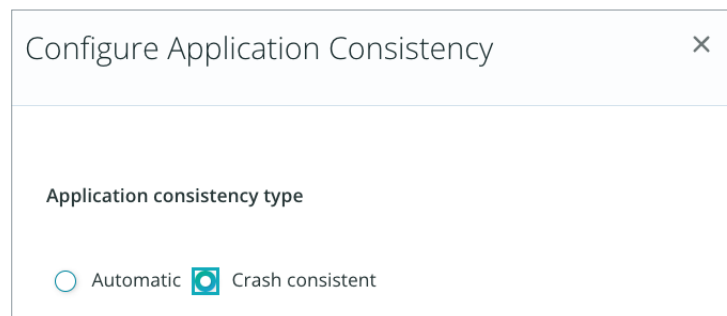 Configure Application Consistency
Application consistency type
Automatic Crash consistent